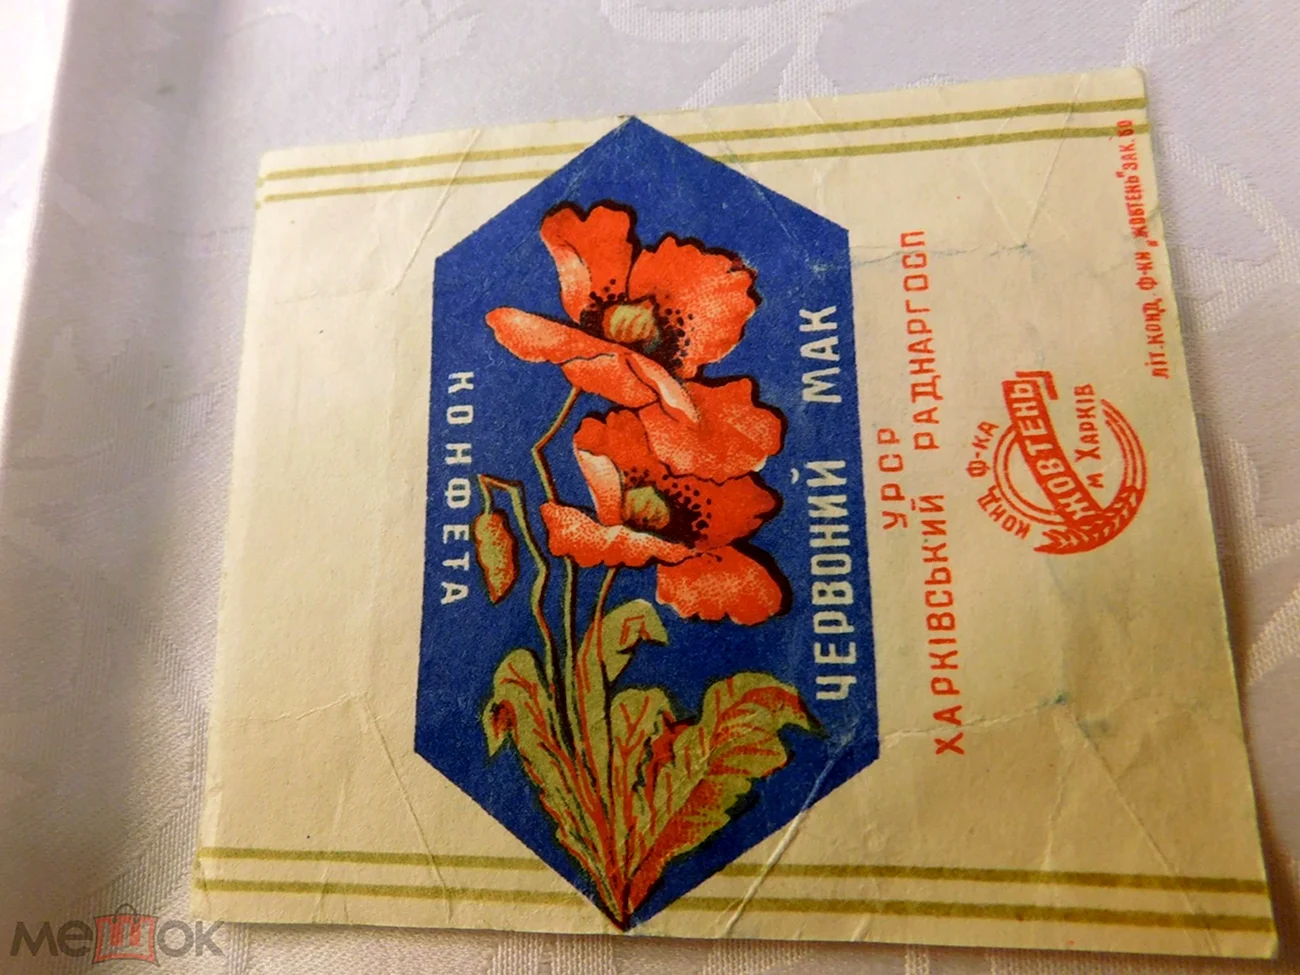 КОНФЕТА
ЧЕРВОНИЙ МАК
УРСР
ХАРКІВСЬКИЙ РАДНАРГОСП
КОНД. Ф-КА
ЖОВТЕНЬ
М ХАРКІВ
ЛІТ.КОНД. Ф-КИ „ЖОВТЕНЬ" ЗАК. 60
мешок